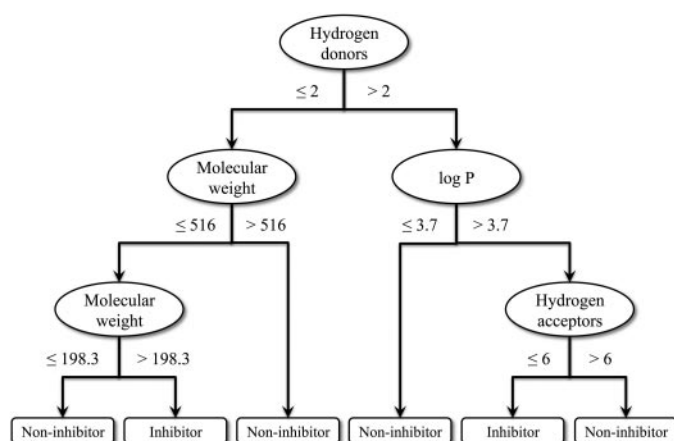 Hydrogen
donors
≤ 2
> 2
Molecular
weight
log P
≤ 516
> 516
≤ 3.7
> 3.7
Molecular
weight
Hydrogen
acceptors
≤ 198.3
> 198.3
≤ 6
> 6
Non-inhibitor
Inhibitor
Non-inhibitor
Non-inhibitor
Inhibitor
Non-inhibitor